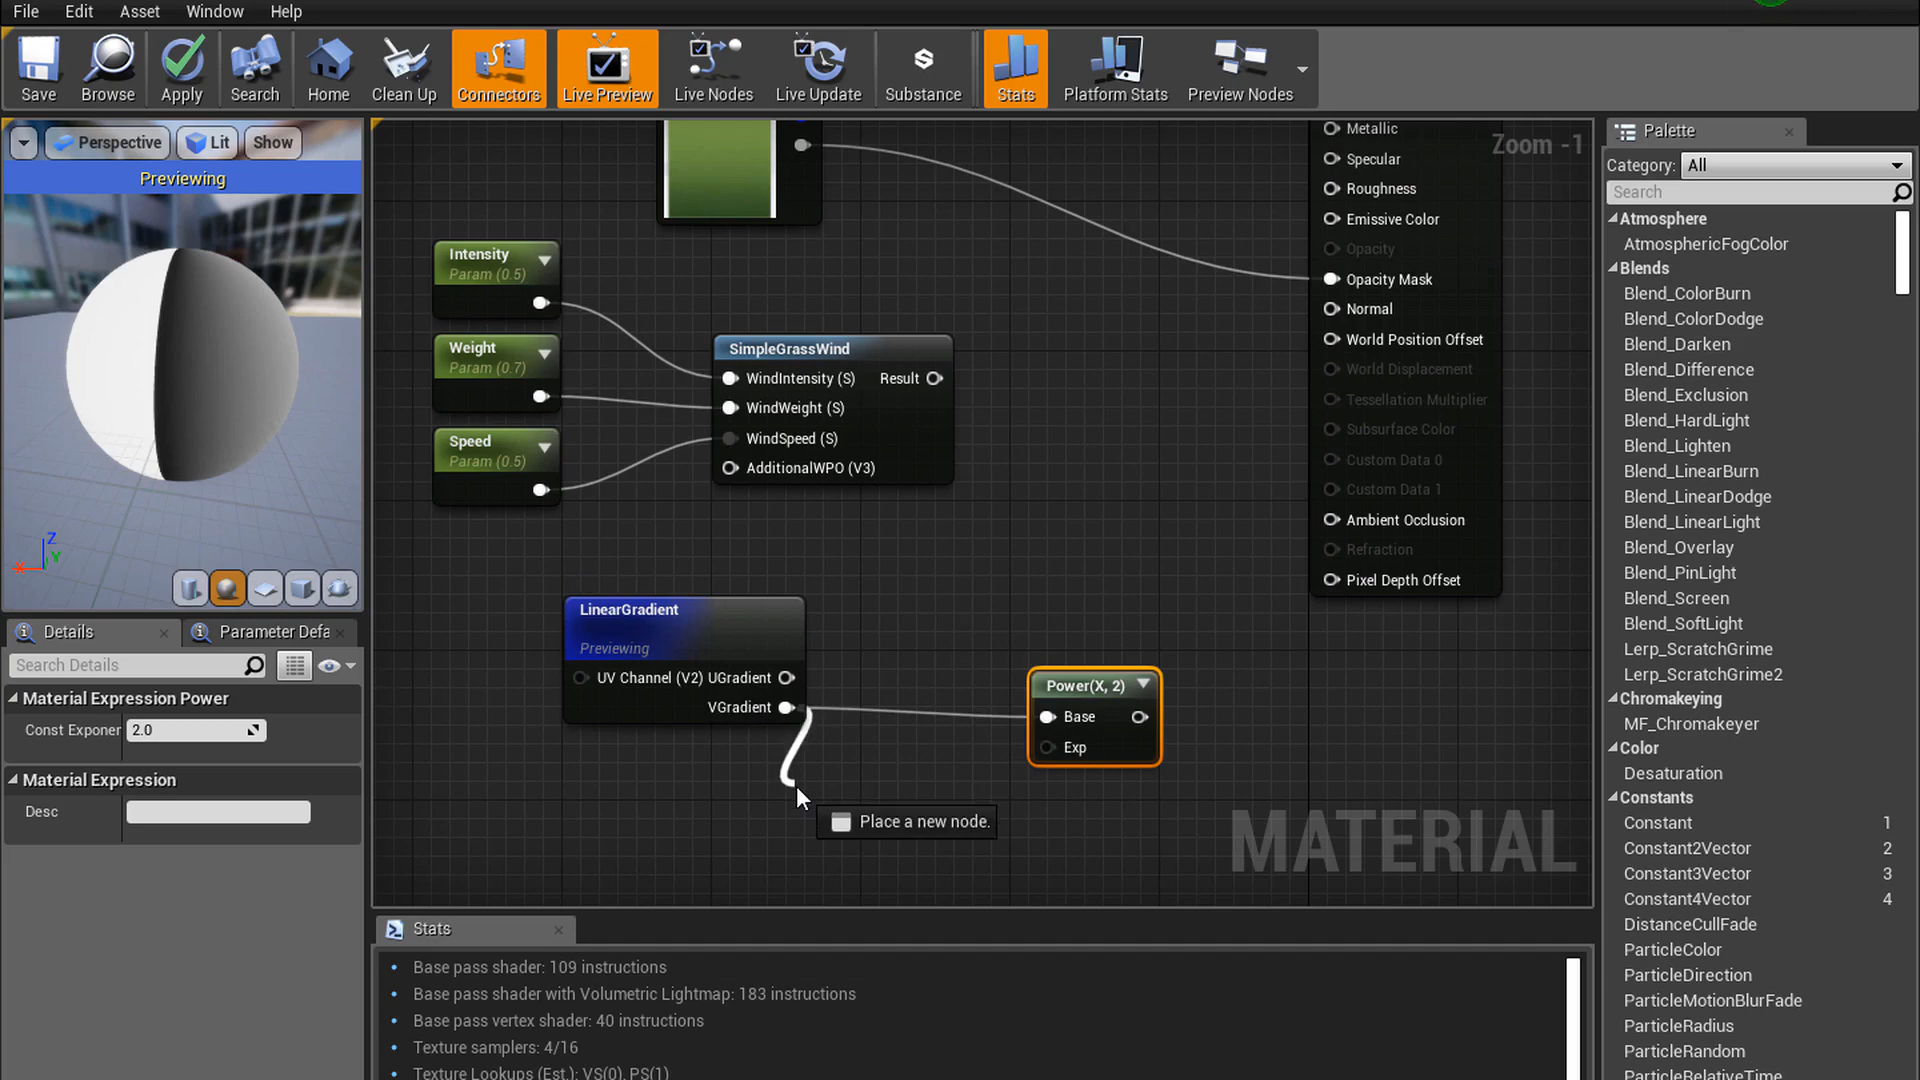 File Edit Asset Window Help
Save Browse Apply Search Home Clean Up Connectors Live Preview Live Nodes Live Update Substance Stats Platform Stats Preview Nodes
Perspective Lit Show
Previewing
Z
Y
X
Details
Parameter Defa
Search Details
Material Expression Power
Const Exponer 2.0
Material Expression
Desc
Zoom -1
Intensity
Param (0.5)
Weight
Param (0.7)
Speed
Param (0.5)
SimpleGrassWind
WindIntensity (S) Result
WindWeight (S)
WindSpeed (S)
AdditionalWPO (V3)
Metallic
Specular
Roughness
Emissive Color
Opacity
Opacity Mask
Normal
World Position Offset
World Displacement
Tessellation Multiplier
Subsurface Color
Custom Data 0
Custom Data 1
Ambient Occlusion
Refraction
Pixel Depth Offset
LinearGradient
Previewing
UV Channel (V2) UGradient
VGradient
Power(X, 2)
Base
Exp
Place a new node.
MATERIAL
Stats
Base pass shader: 109 instructions
Base pass shader with Volumetric Lightmap: 183 instructions
Base pass vertex shader: 40 instructions
Texture samplers: 4/16
Texture Lookups (Est.): VS(0), PS(1)
Palette
Category: All
Search
Atmosphere
AtmosphericFogColor
Blends
Blend_ColorBurn
Blend_ColorDodge
Blend_Darken
Blend_Difference
Blend_Exclusion
Blend_HardLight
Blend_Lighten
Blend_LinearBurn
Blend_LinearDodge
Blend_LinearLight
Blend_Overlay
Blend_PinLight
Blend_Screen
Blend_SoftLight
Lerp_ScratchGrime
Lerp_ScratchGrime2
Chromakeying
MF_Chromakeyer
Color
Desaturation
Constants
Constant 1
Constant2Vector 2
Constant3Vector 3
Constant4Vector 4
DistanceCullFade
ParticleColor
ParticleDirection
ParticleMotionBlurFade
ParticleRadius
ParticleRandom
ParticleRelativeTime